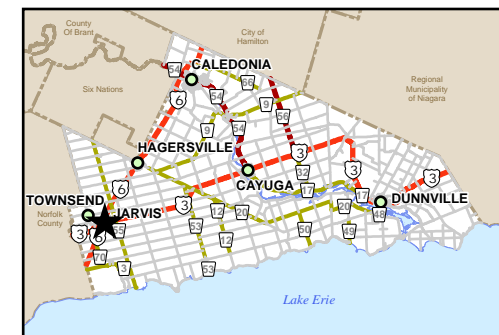 County
Of Brant
City of
Hamilton
CALEDONIA
54
66
Six Nations
6
54
9
Regional
Municipality
of Niagara
56
9
54
HAGERSVILLE
3
3
3
32
6
CAYUGA
17
17
TOWNSEND
DUNNVILLE
JARVIS
3
12
20
20
48
Norfolk
County
3
6
55
53
50
49
12
70
3
53
Lake Erie